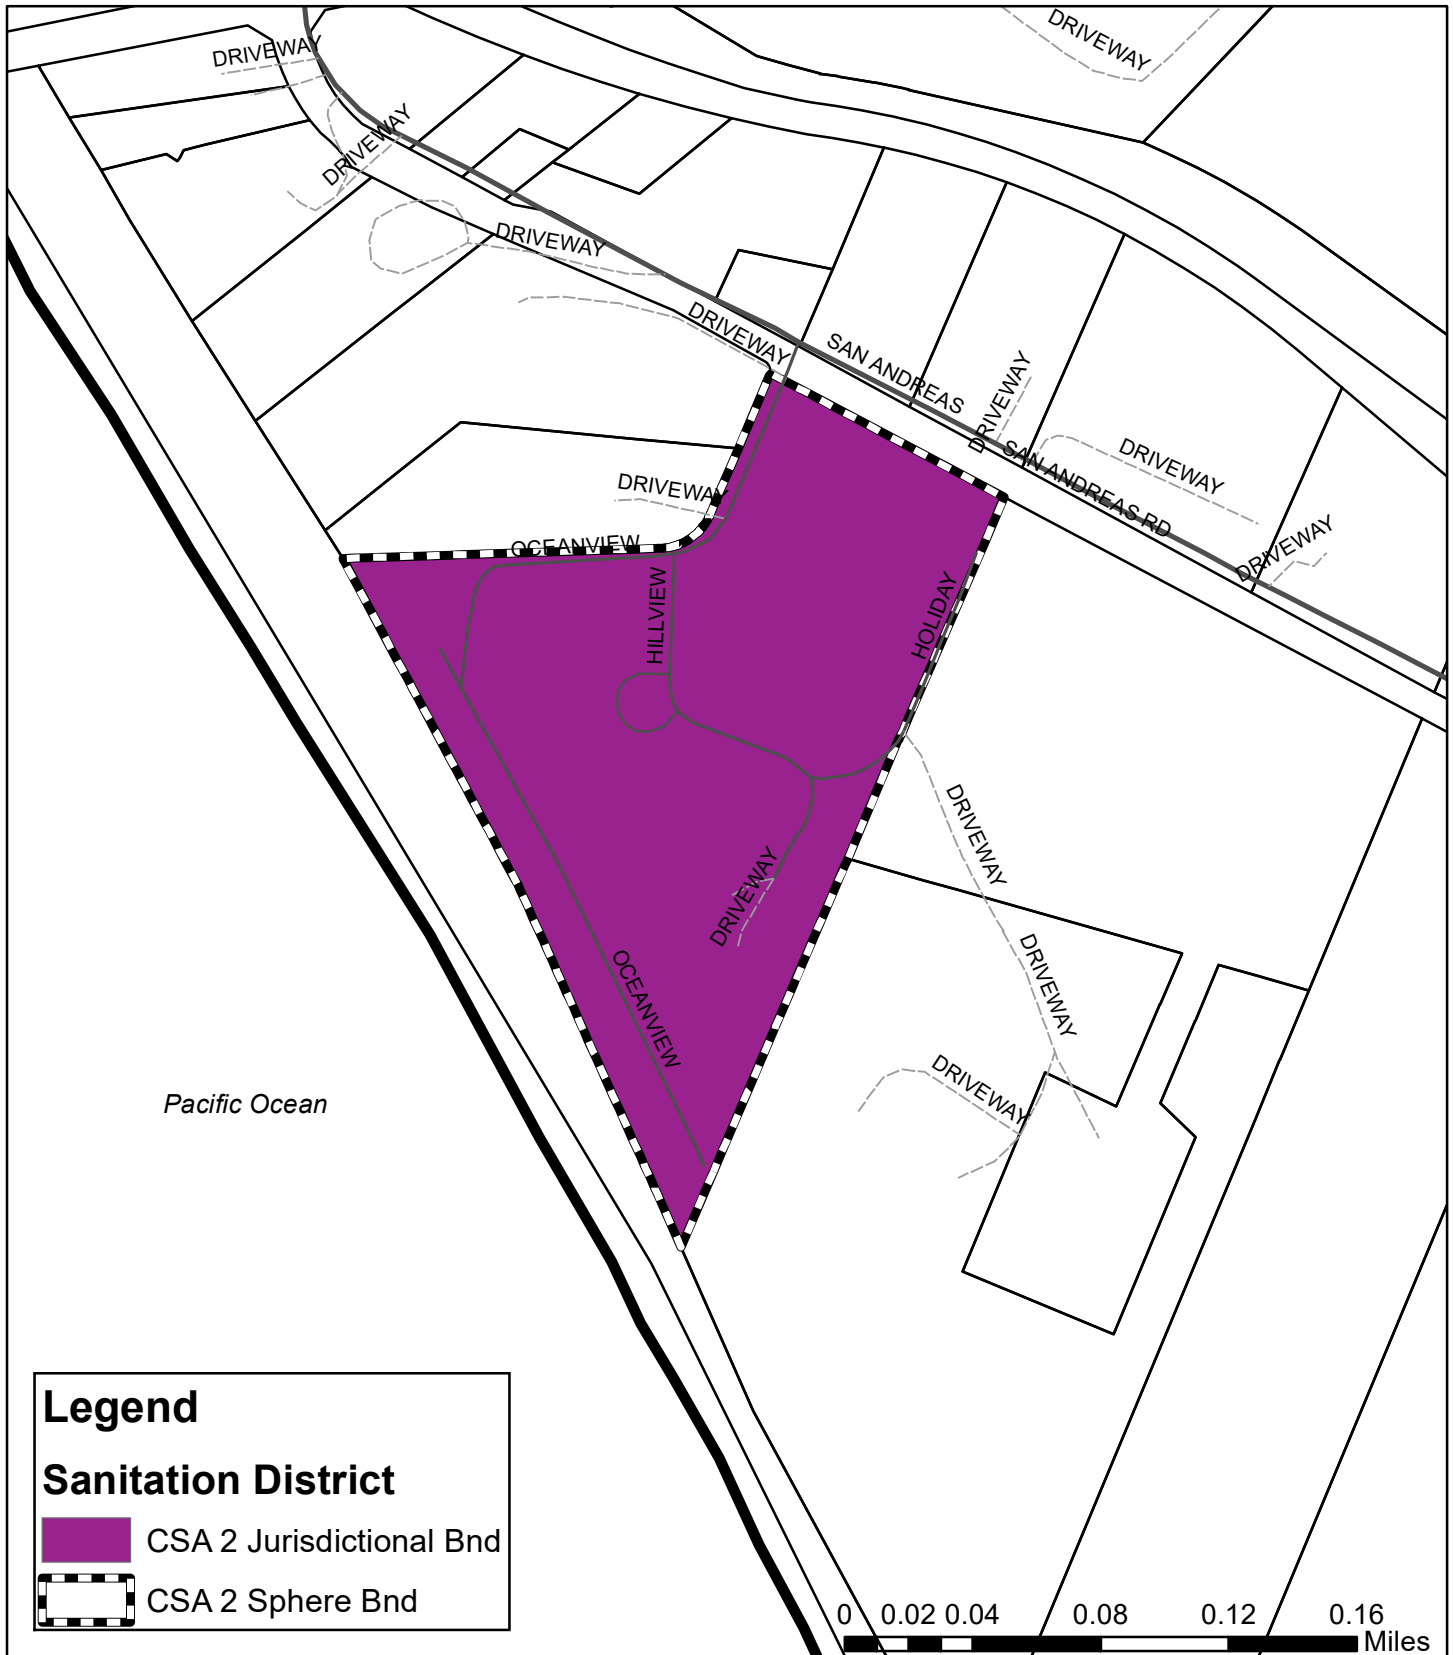 DRIVEWAY
DRIVEWAY
DRIVEWAY
DRIVEWAY
DRIVEWAY
SAN ANDREAS
DRIVEWAY
SAN ANDREAS RD
DRIVEWAY
DRIVEWAY
DRIVEWAY
OCEANVIEW
HILLVIEW
HOLIDAY
DRIVEWAY
DRIVEWAY
OCEANVIEW
DRIVEWAY
DRIVEWAY
Pacific Ocean
Legend
Sanitation District
CSA 2 Jurisdictional Bnd
CSA 2 Sphere Bnd
0 0.02 0.04 0.08 0.12 0.16
Miles